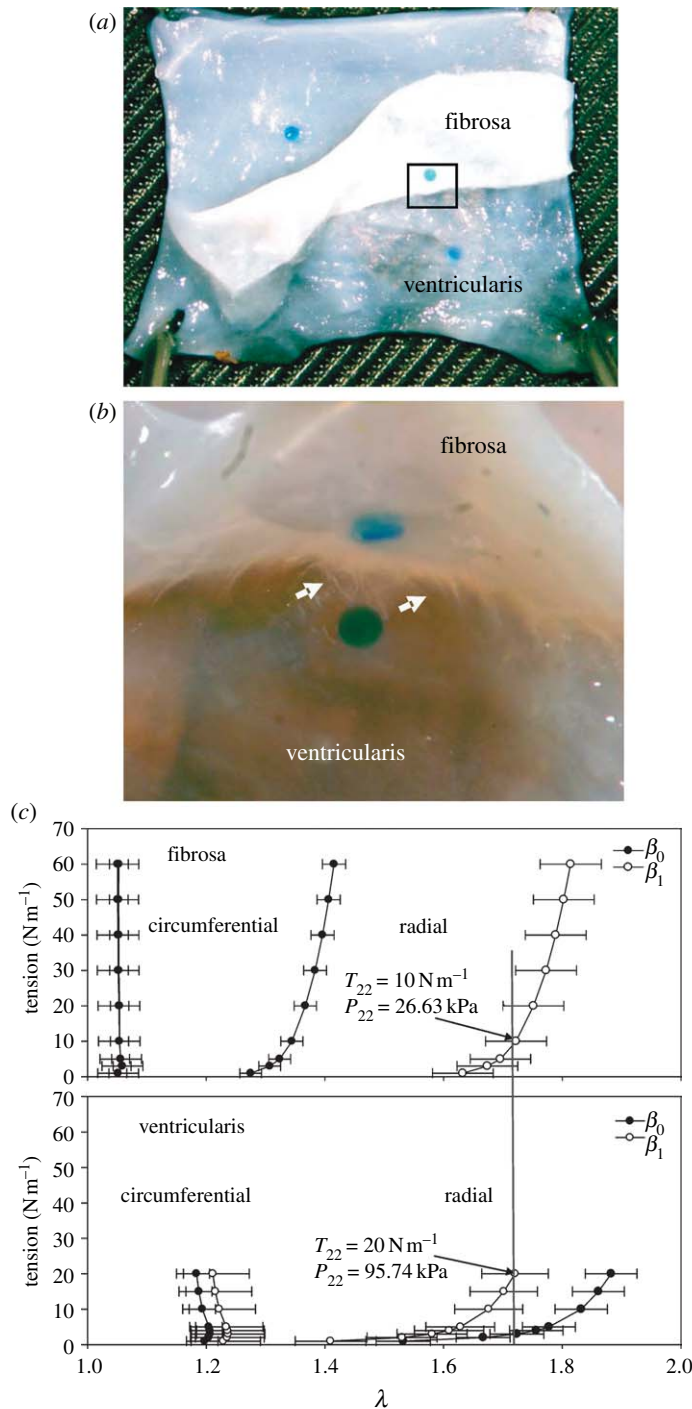 (a)
fibrosa
ventricularis
(b)
fibrosa
ventricularis
(c)
70
60
50
40
30
20
10
0
tension (N m⁻¹)
fibrosa
circumferential
radial
β₀
β₁
T₂₂ = 10 N m⁻¹
P₂₂ = 26.63 kPa
70
60
50
40
30
20
10
0
tension (N m⁻¹)
ventricularis
circumferential
radial
β₀
β₁
T₂₂ = 20 N m⁻¹
P₂₂ = 95.74 kPa
1.0 1.2 1.4 1.6 1.8 2.0
λ